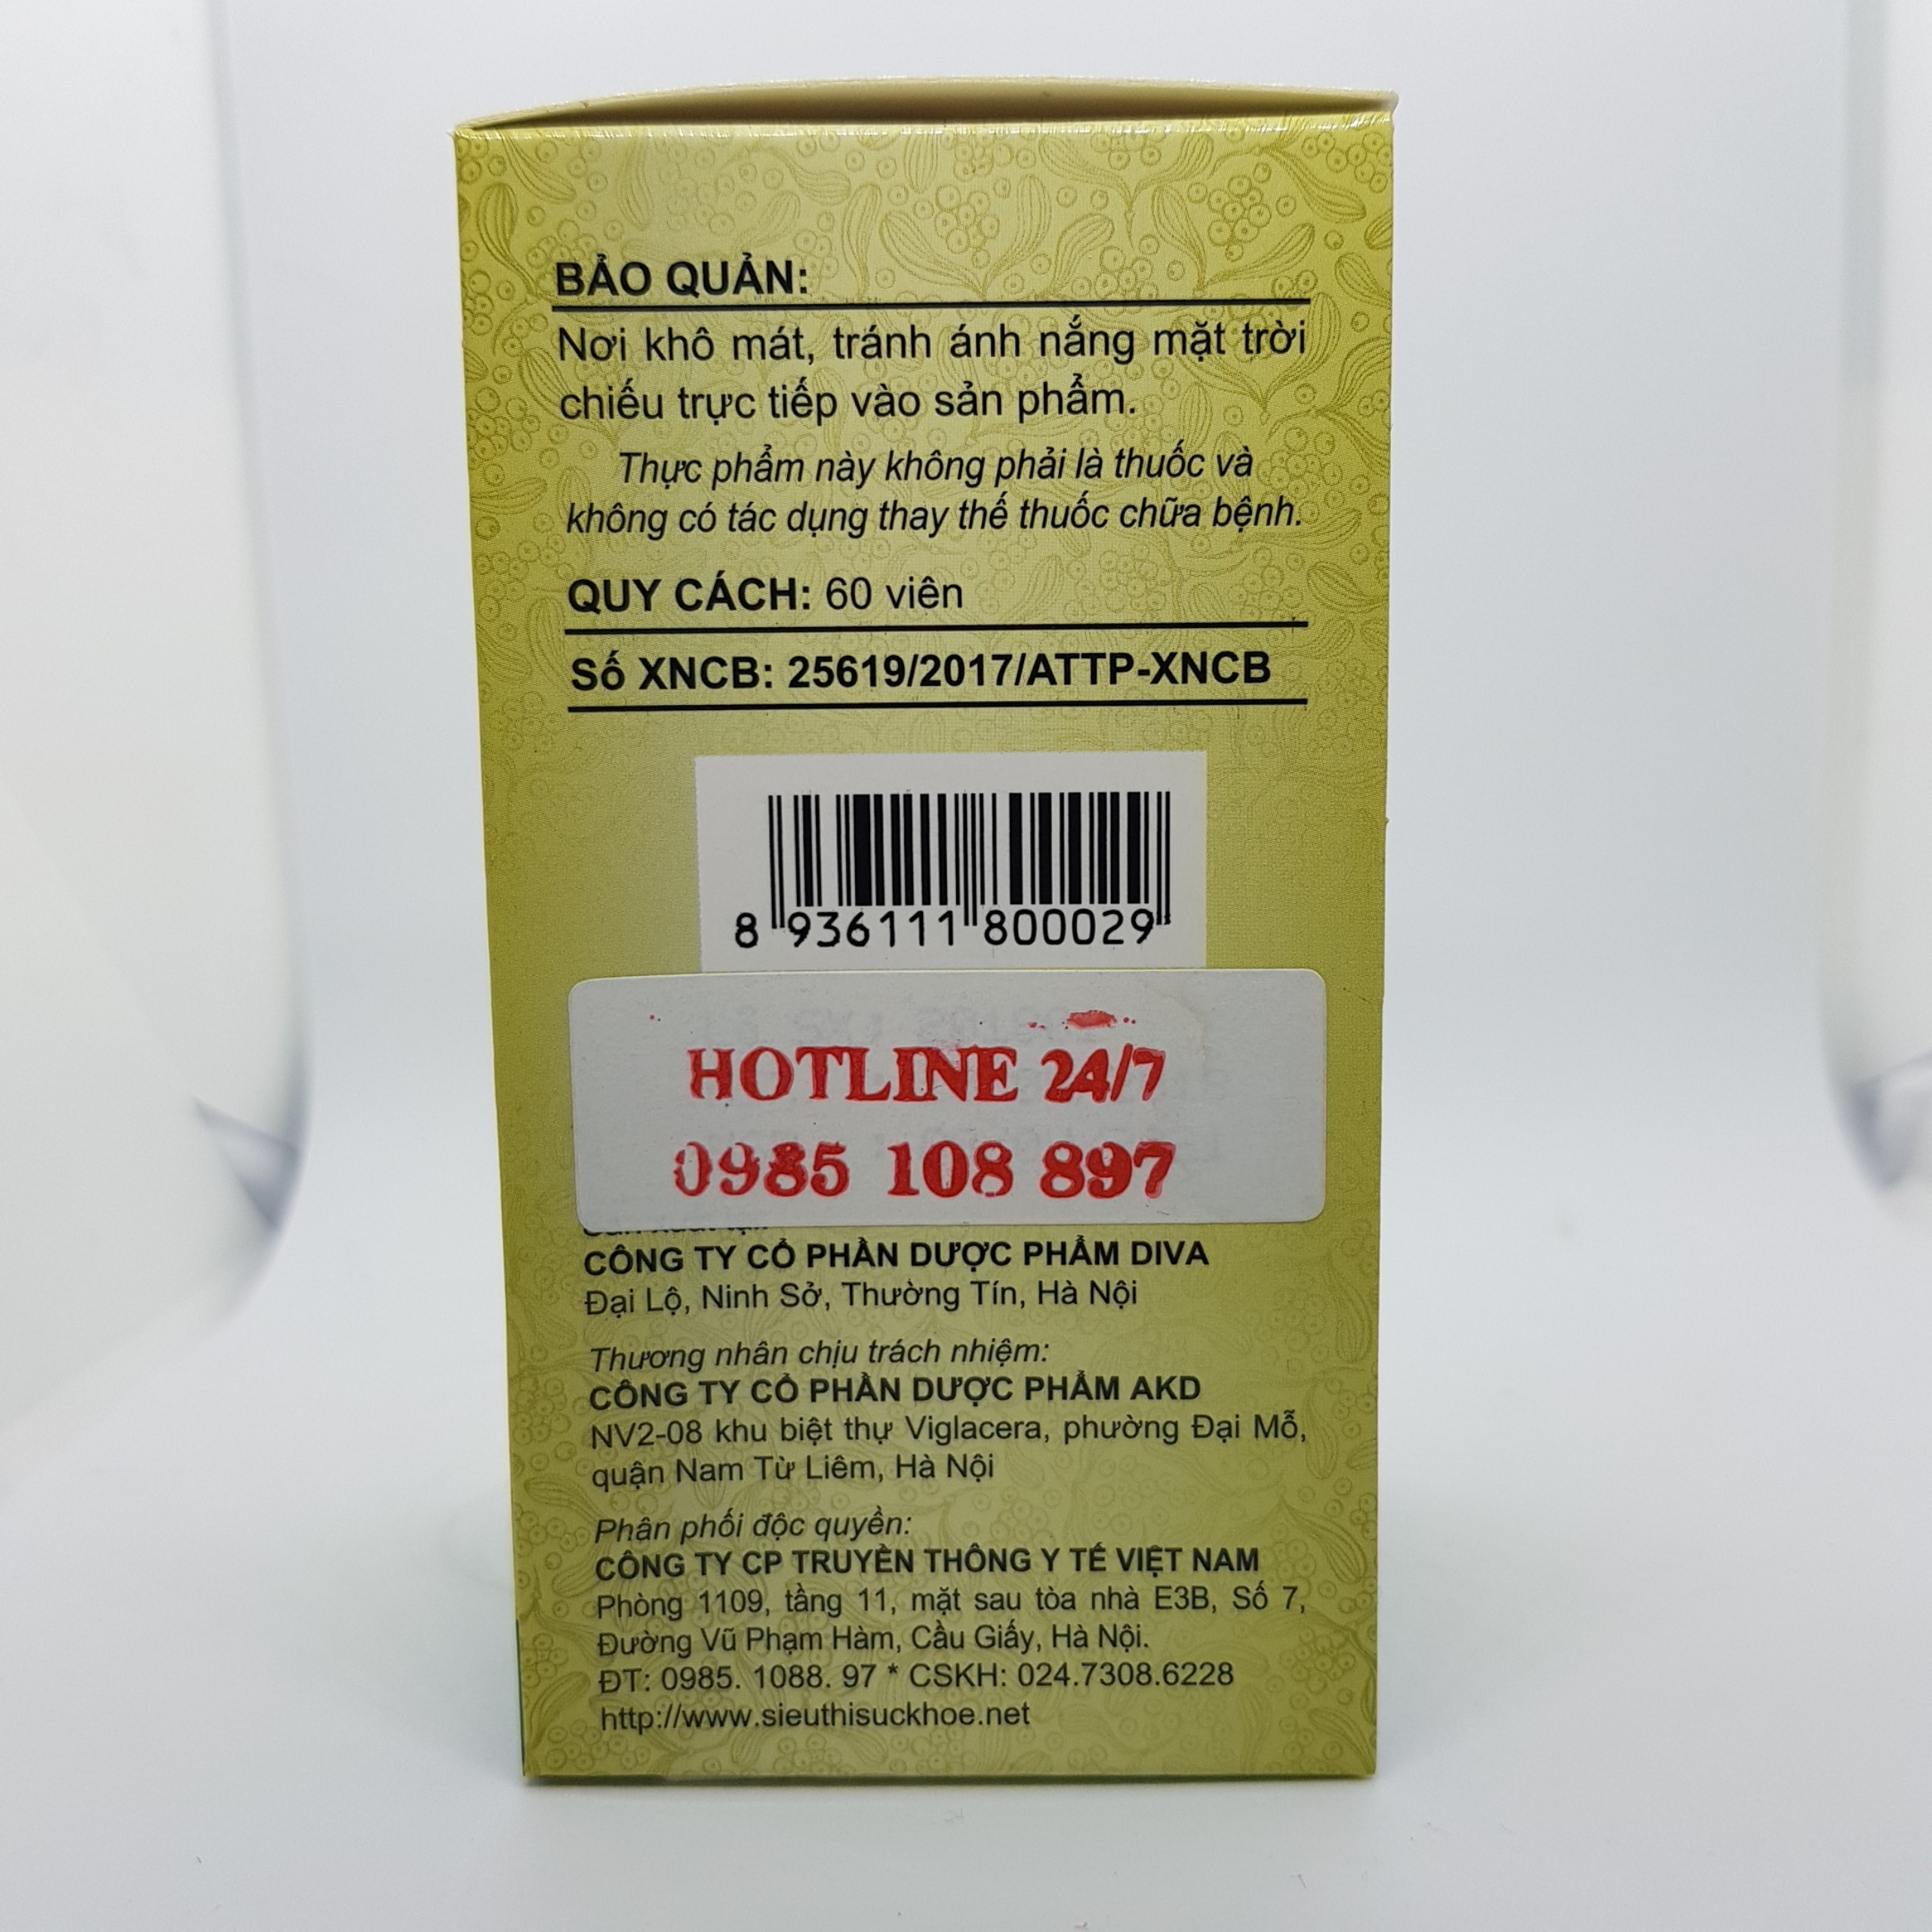 BẢO QUẢN:
Nơi khô mát, tránh ánh nắng mặt trời
chiếu trực tiếp vào sản phẩm.
Thực phẩm này không phải là thuốc và
không có tác dụng thay thế thuốc chữa bệnh.
QUY CÁCH: 60 viên
Số XNCB: 25619/2017/ATTP-XNCB
8 936111 800029
HOTLINE 24/7
0985 108 897
CÔNG TY CỔ PHẦN DƯỢC PHẨM DIVA
Đại Lộ, Ninh Sở, Thường Tín, Hà Nội
Thương nhân chịu trách nhiệm:
CÔNG TY CỔ PHẦN DƯỢC PHẨM AKD
NV2-08 khu biệt thự Viglacera, phường Đại Mỗ,
quận Nam Từ Liêm, Hà Nội
Phân phối độc quyền:
CÔNG TY CP TRUYỀN THÔNG Y TẾ VIỆT NAM
Phòng 1109, tầng 11, mặt sau tòa nhà E3B, Số 7,
Đường Vũ Phạm Hàm, Cầu Giấy, Hà Nội.
ĐT: 0985. 1088. 97 * CSKH: 024.7308.6228
http://www.sieuthisuckhoe.net